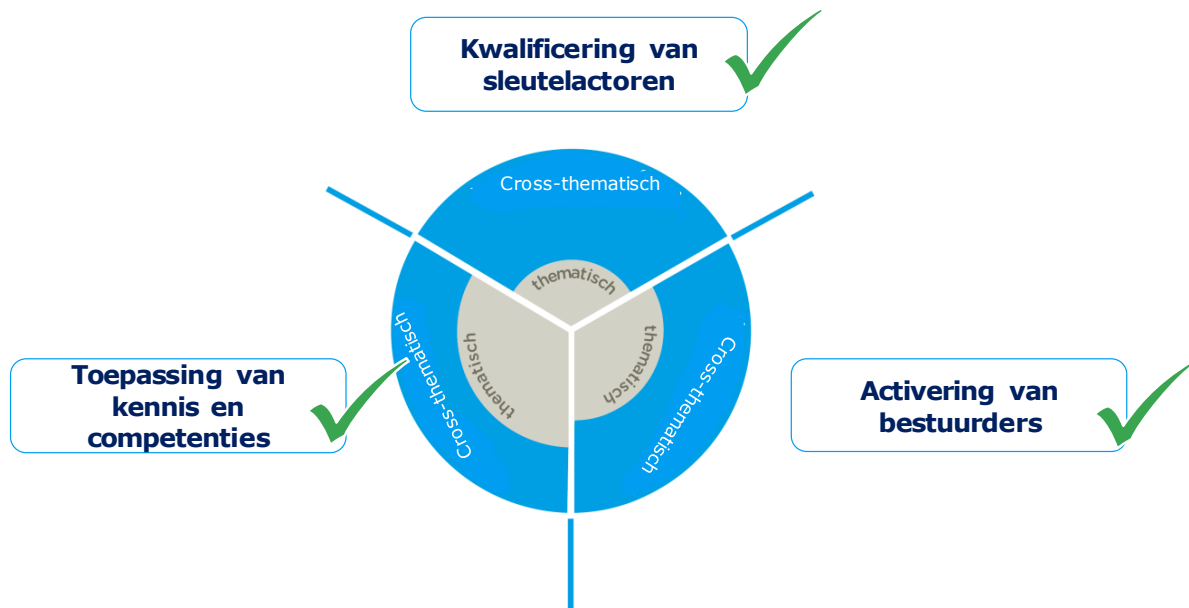 Kwalificering van
sleutelactoren
Cross-thematisch
thematisch
Cross-thematisch
thematisch
thematisch
Cross-thematisch
Toepassing van
kennis en
competenties
Activering van
bestuurders